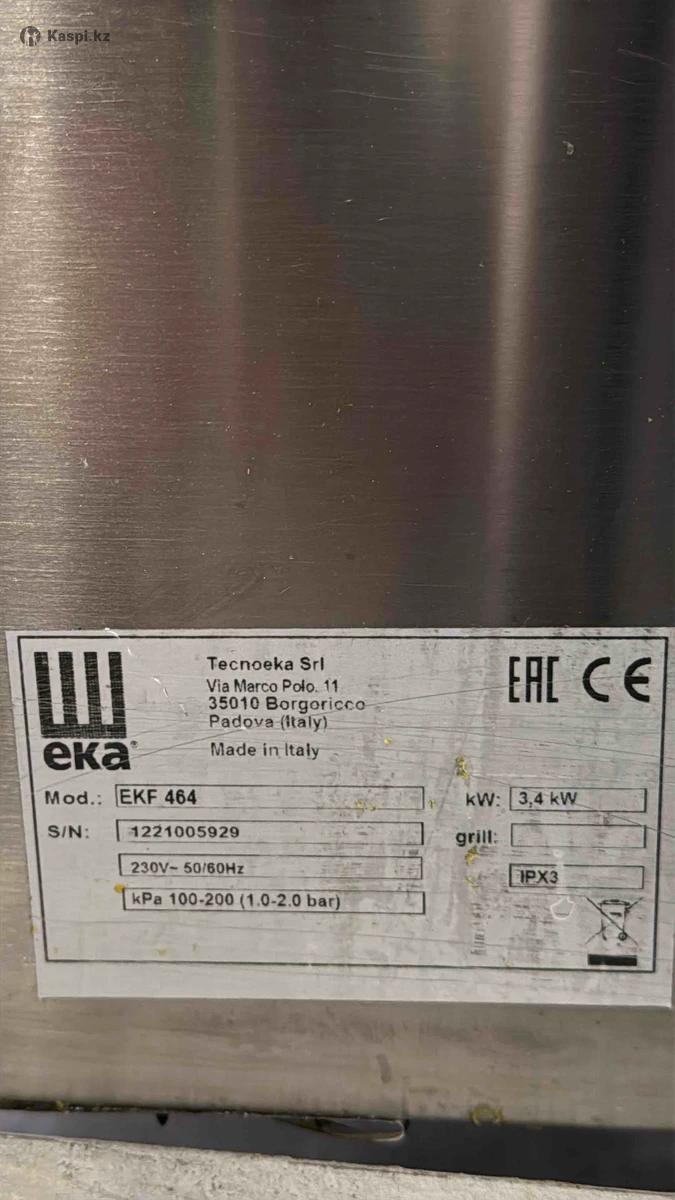 Kaspi.kz
eka
Tecnoeka Srl
Via Marco Polo. 11
35010 Borgoricco
Padova (Italy)
Made in Italy
EAC CE
Mod.: EKF 464
kW: 3,4 kW
S/N: 1221005929
grill:
230V~ 50/60Hz
IPX3
kPa 100-200 (1.0-2.0 bar)